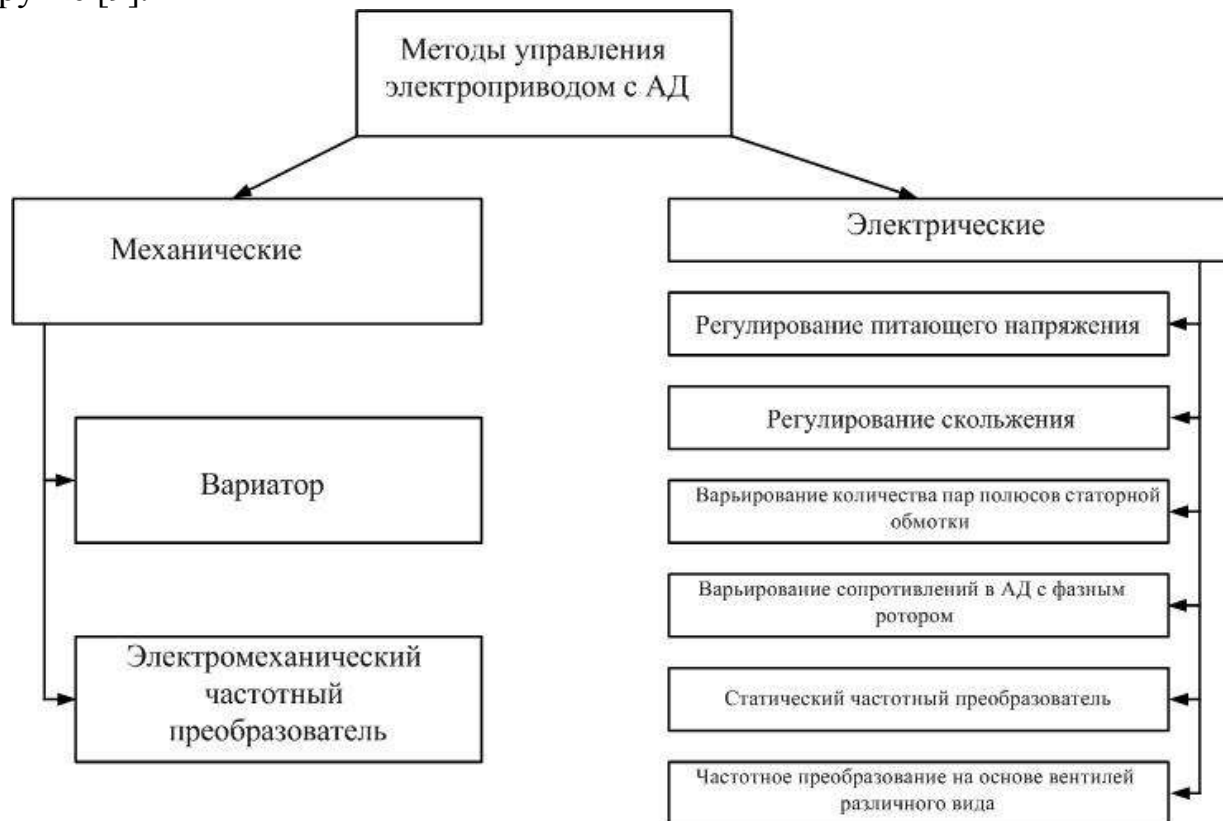 Методы управления
электроприводом с АД
Механические
Вариатор
Электромеханический
частотный
преобразователь
Электрические
Регулирование питающего напряжения
Регулирование скольжения
Варьирование количества пар полюсов статорной
обмотки
Варьирование сопротивлений в АД с фазным
ротором
Статический частотный преобразователь
Частотное преобразование на основе вентилей
различного вида